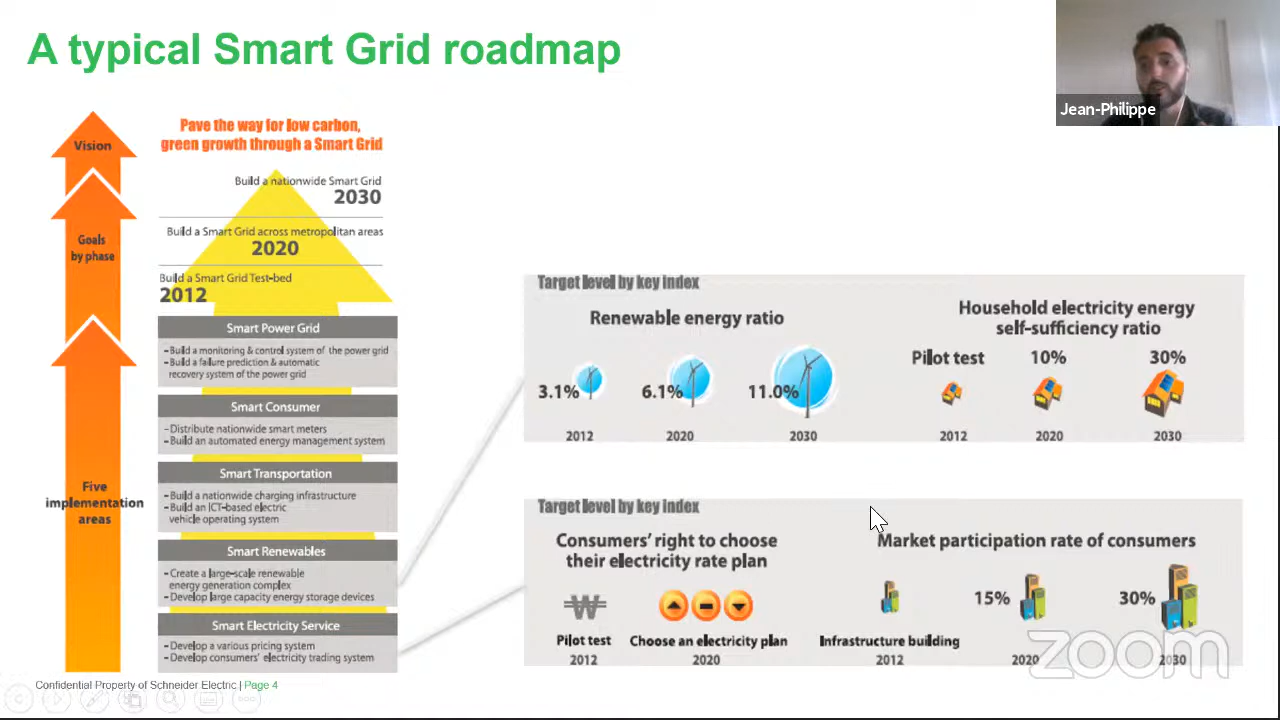 A typical Smart Grid roadmap
Jean-Philippe
Vision
Goals
by phase
Five
implementation
areas
Pave the way for low carbon,
green growth through a Smart Grid
Build a nationwide Smart Grid
2030
Build a Smart Grid across metropolitan areas
2020
Build a Smart Grid Test-bed
2012
Smart Power Grid
-Build a monitoring & control system of the power grid
-Build a failure prediction & automatic
recovery system of the power grid
Smart Consumer
-Distribute nationwide smart meters
-Build an automated energy management system
Smart Transportation
-Build a nationwide charging infrastructure
-Build an ICT-based electric
vehicle operating system
Smart Renewables
-Create a large-scale renewable
energy generation complex
-Develop large capacity energy storage devices
Smart Electricity Service
-Develop a various pricing system
-Develop consumers' electricity trading system
Target level by key index
Renewable energy ratio
3.1% 6.1% 11.0%
2012 2020 2030
Household electricity energy
self-sufficiency ratio
Pilot test 10% 30%
2012 2020 2030
Target level by key index
Consumers' right to choose
their electricity rate plan
Pilot test Choose an electricity plan
2012 2020
Market participation rate of consumers
15% 30%
Infrastructure building
2012 2020 2030
zoom
Confidential Property of Schneider Electric | Page 4